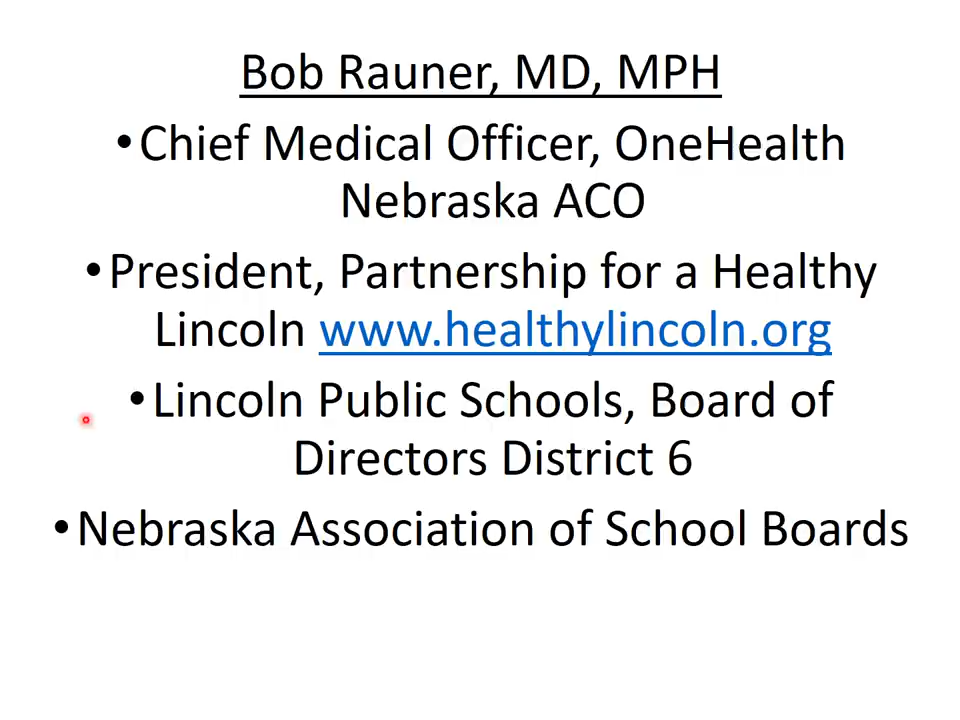 Bob Rauner, MD, MPH
•Chief Medical Officer, OneHealth
Nebraska ACO
•President, Partnership for a Healthy
Lincoln www.healthylincoln.org
•Lincoln Public Schools, Board of
Directors District 6
•Nebraska Association of School Boards